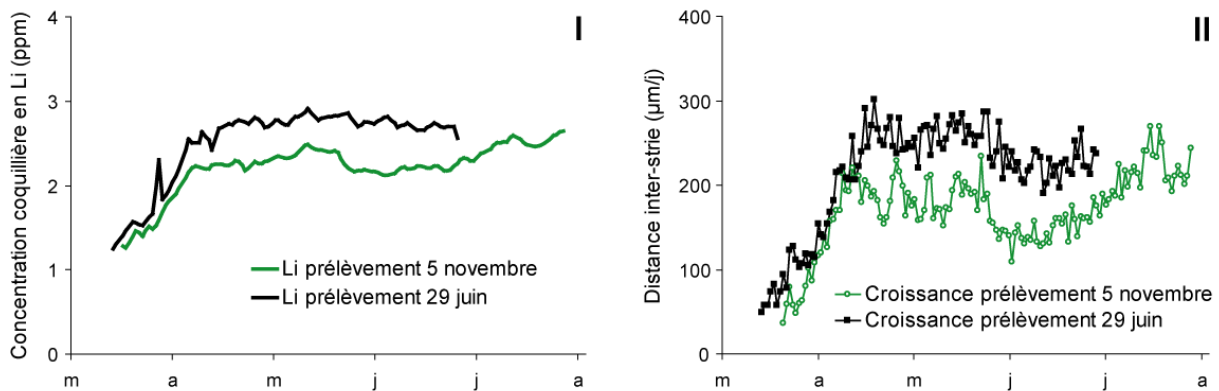 Concentration coquillière en Li (ppm)
4
3
2
1
0
I
Li prélèvement 5 novembre
Li prélèvement 29 juin
m a m j j a
Distance inter-strie (µm/j)
400
300
200
100
0
II
Croissance prélèvement 5 novembre
Croissance prélèvement 29 juin
m a m j j a